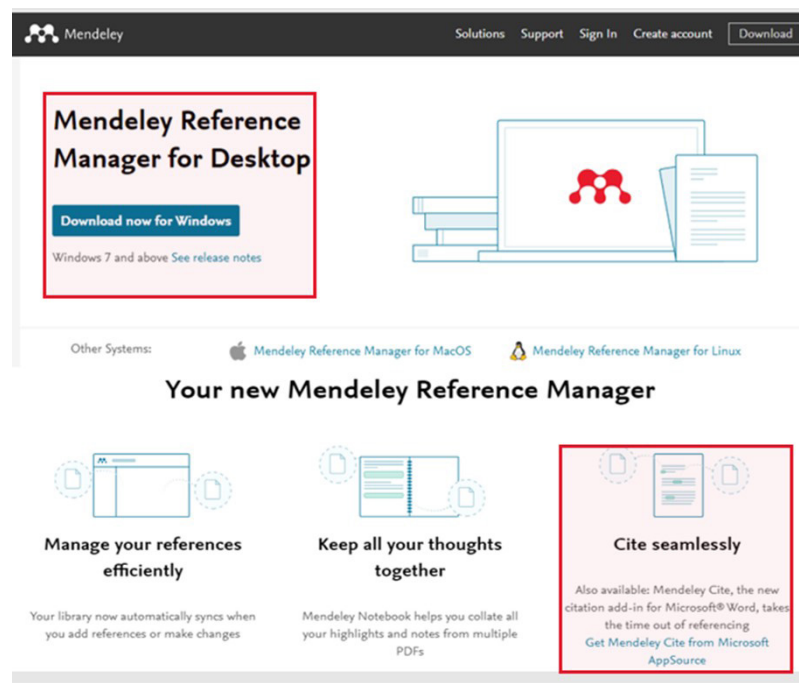 Mendeley
Solutions Support Sign In Create account Download
Mendeley Reference
Manager for Desktop
Download now for Windows
Windows 7 and above See release notes
Other Systems: Mendeley Reference Manager for MacOS Mendeley Reference Manager for Linux
Your new Mendeley Reference Manager
Manage your references
efficiently
Your library now automatically syncs when
you add references or make changes
Keep all your thoughts
together
Mendeley Notebook helps you collate all
your highlights and notes from multiple
PDFs
Cite seamlessly
Also available: Mendeley Cite, the new
citation add-in for Microsoft® Word, takes
the time out of referencing
Get Mendeley Cite from Microsoft
AppSource